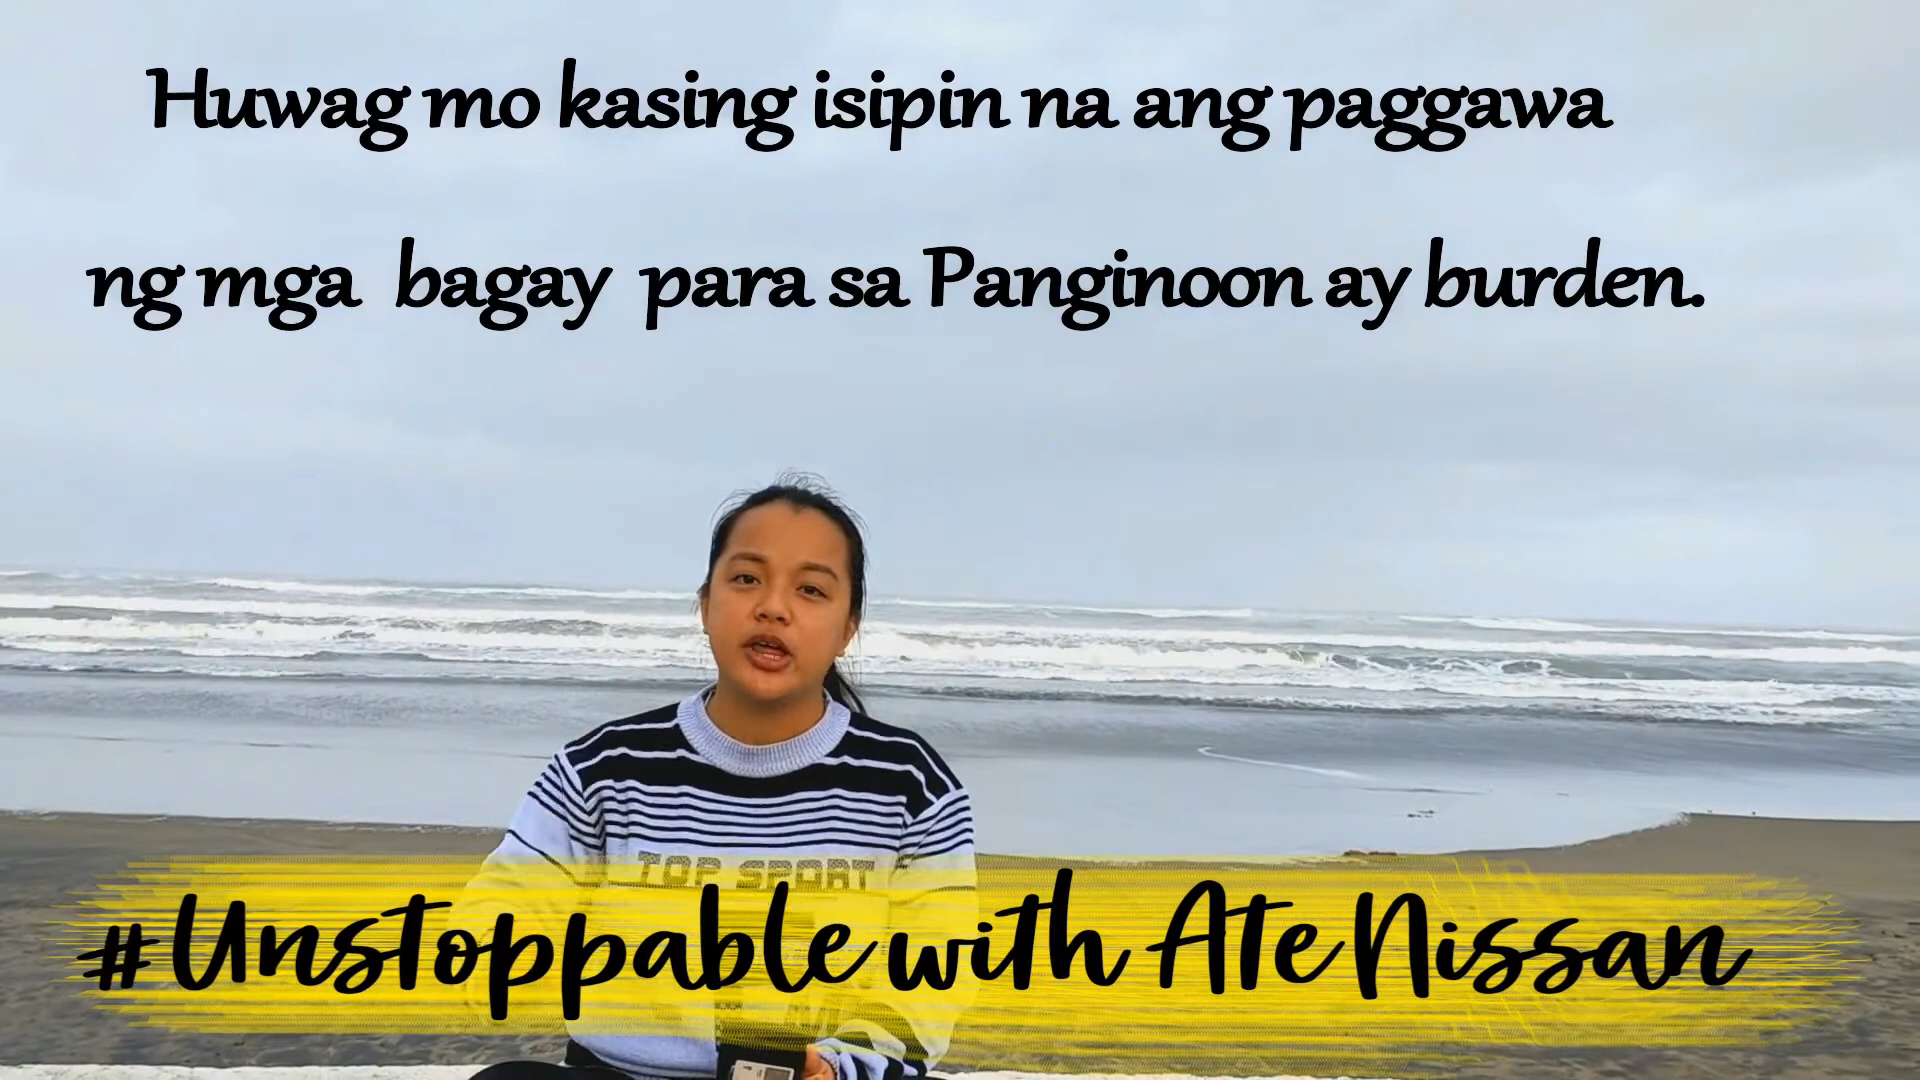 Huwag mo kasing isipin na ang paggawa
ng mga bagay para sa Panginoon ay burden.
TOP SPORT
#Unstoppable with Ate Nissan